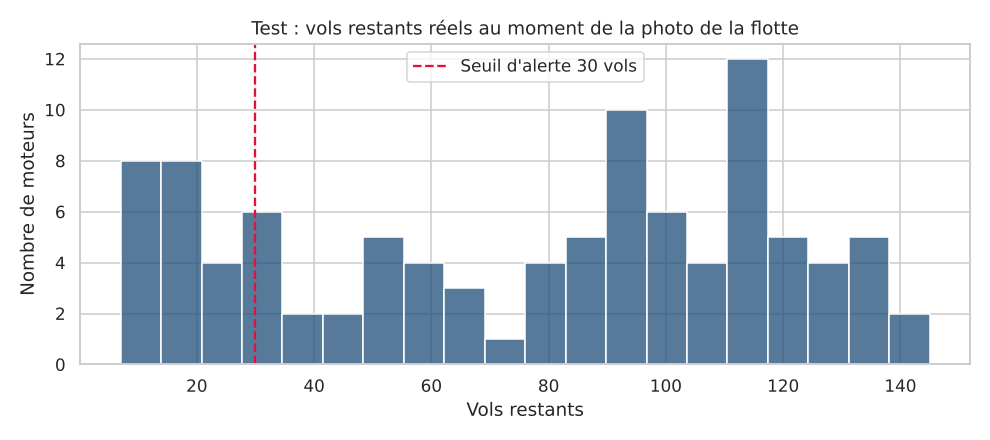 Test : vols restants réels au moment de la photo de la flotte
Seuil d'alerte 30 vols
Nombre de moteurs
12
10
8
6
4
2
0
20 40 60 80 100 120 140
Vols restants